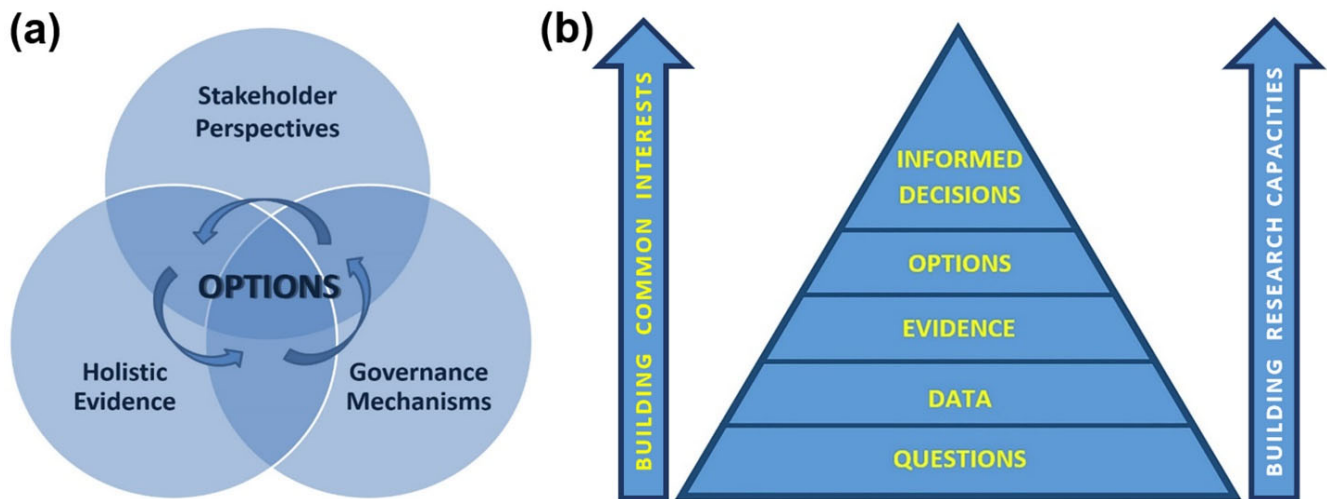 (a)
Stakeholder
Perspectives
OPTIONS
Holistic
Evidence
Governance
Mechanisms
(b)
BUILDING COMMON INTERESTS
INFORMED
DECISIONS
OPTIONS
EVIDENCE
DATA
QUESTIONS
BUILDING RESEARCH CAPACITIES